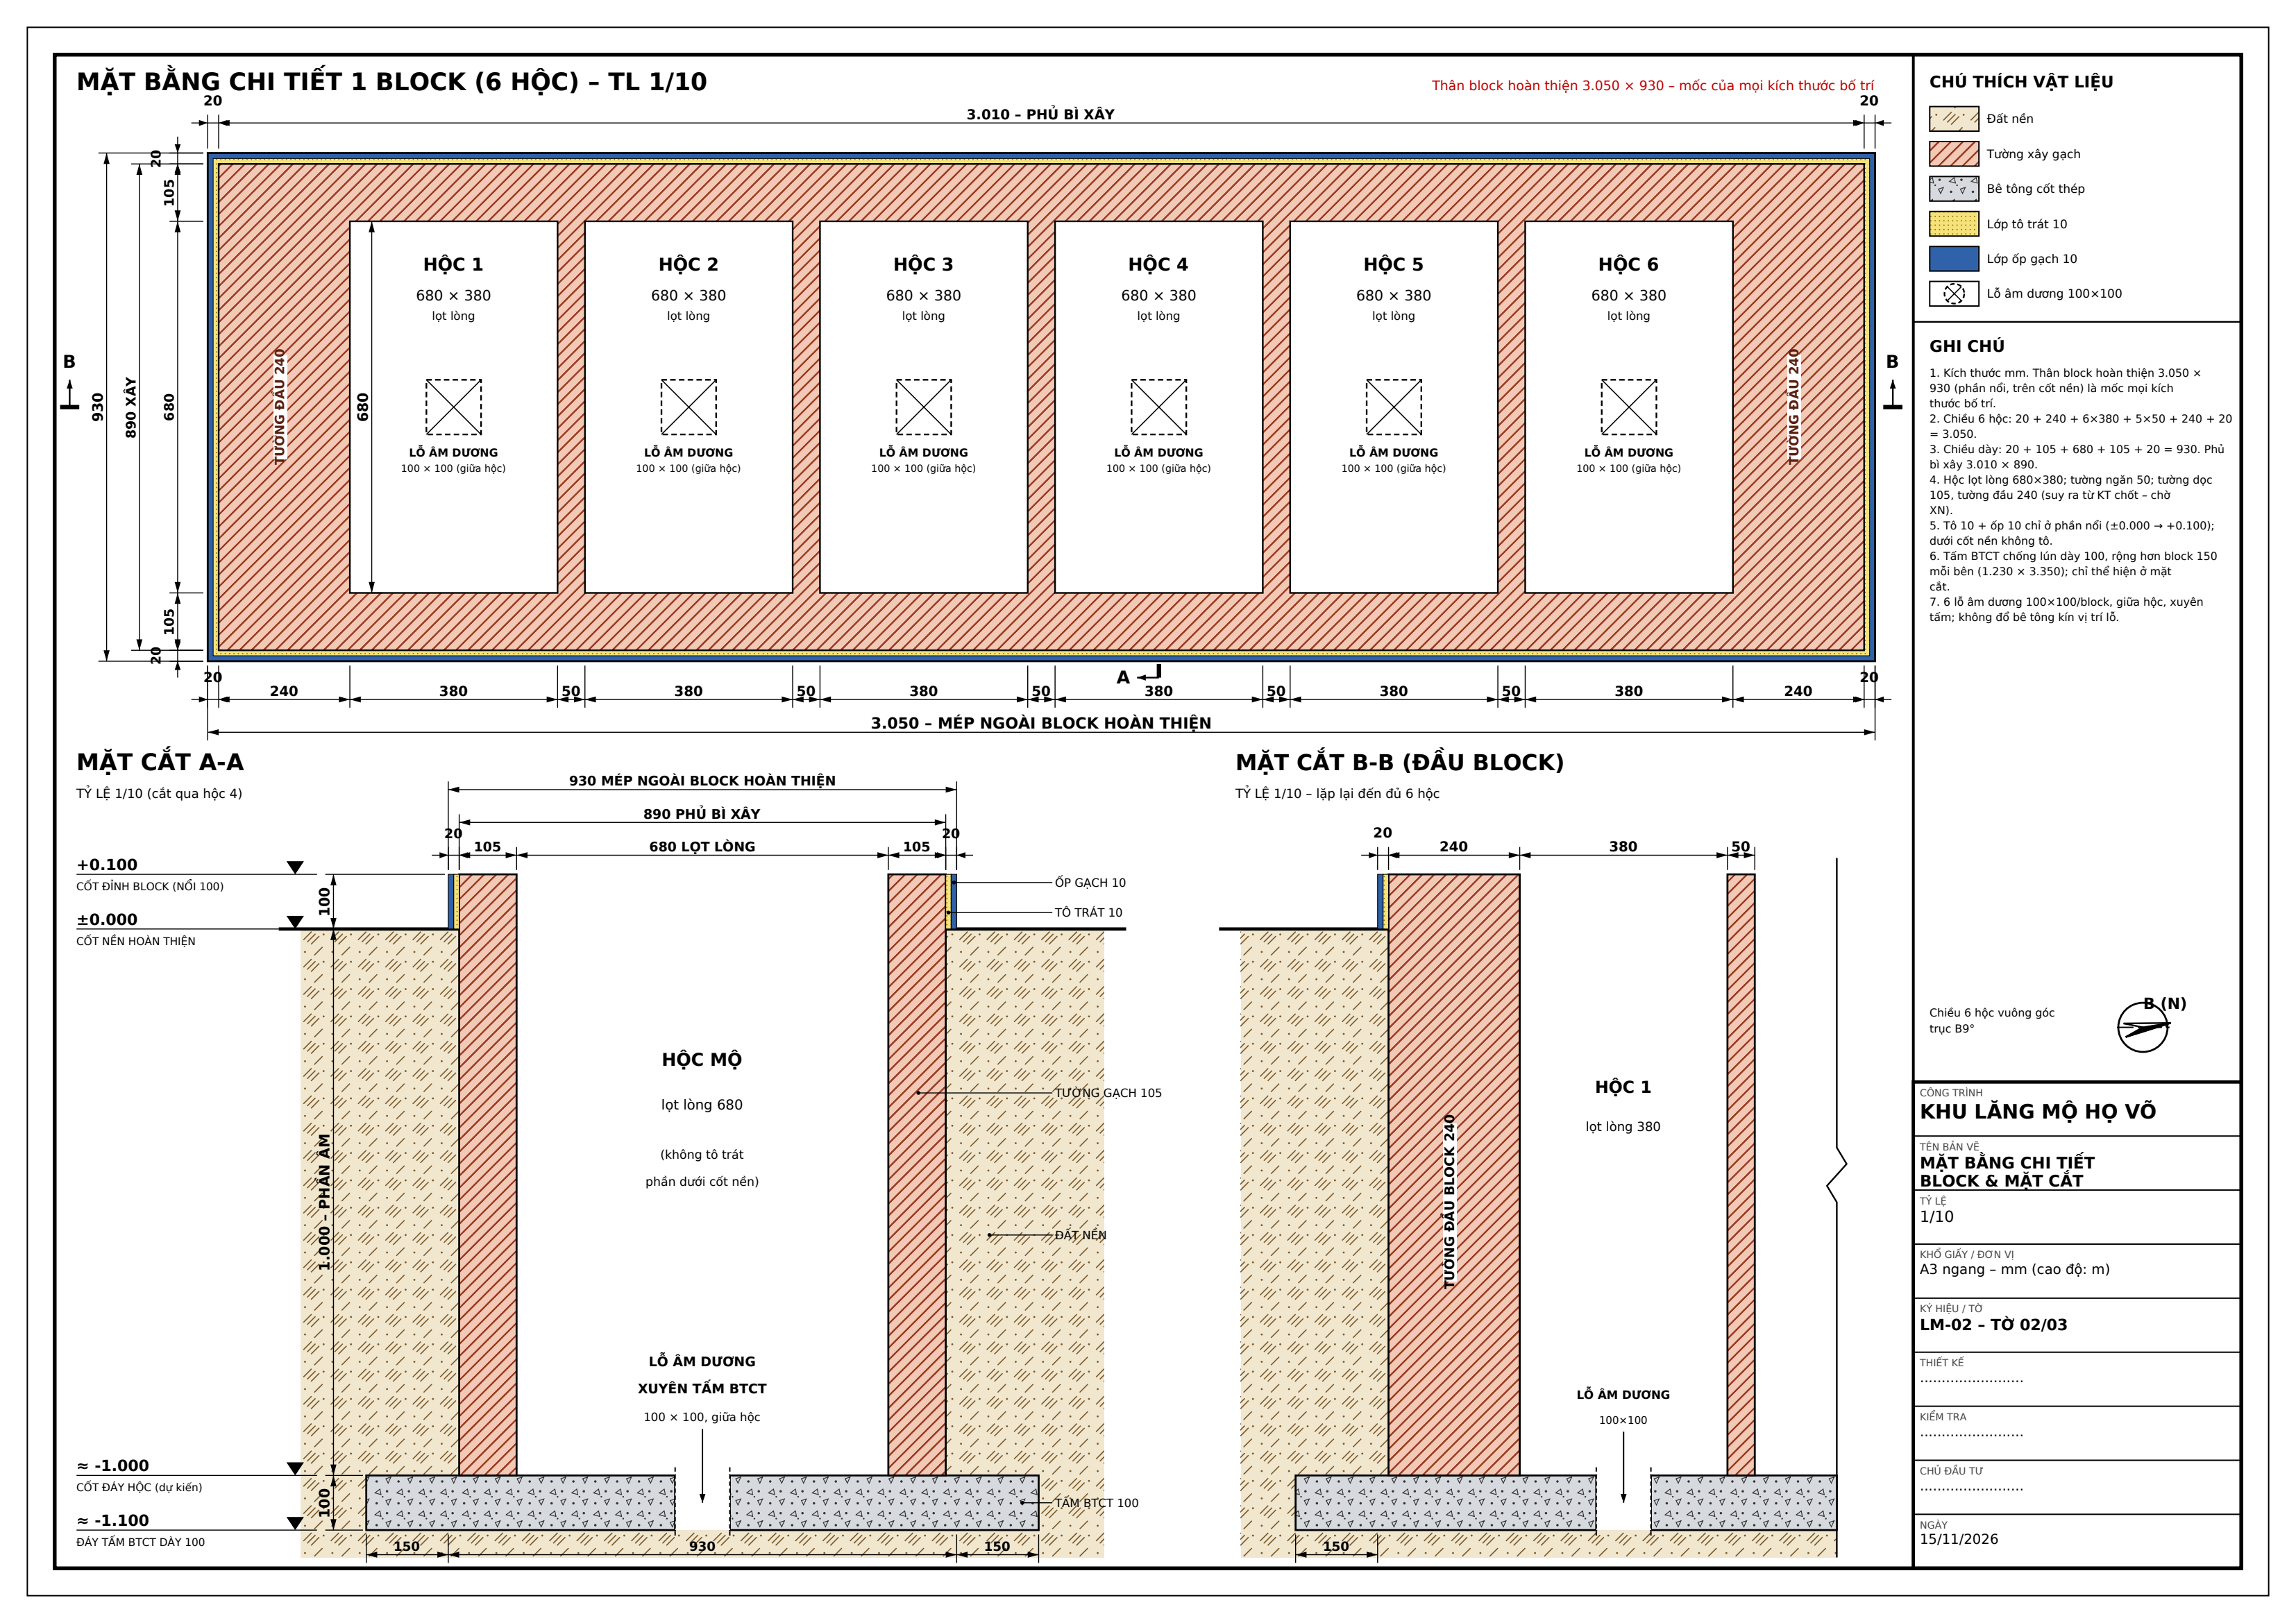 MẶT BẰNG CHI TIẾT 1 BLOCK (6 HỘC) – TL 1/10
Thân block hoàn thiện 3.050 × 930 – mốc của mọi kích thước bố trí
20
3.010 – PHỦ BÌ XÂY
20
20
105
680
105
20
890 XÂY
930
B
B
TƯỜNG ĐẦU 240
680
HỘC 1
680 × 380
lọt lòng
LỖ ÂM DƯƠNG
100 × 100 (giữa hộc)
HỘC 2
680 × 380
lọt lòng
LỖ ÂM DƯƠNG
100 × 100 (giữa hộc)
HỘC 3
680 × 380
lọt lòng
LỖ ÂM DƯƠNG
100 × 100 (giữa hộc)
HỘC 4
680 × 380
lọt lòng
LỖ ÂM DƯƠNG
100 × 100 (giữa hộc)
HỘC 5
680 × 380
lọt lòng
LỖ ÂM DƯƠNG
100 × 100 (giữa hộc)
HỘC 6
680 × 380
lọt lòng
LỖ ÂM DƯƠNG
100 × 100 (giữa hộc)
TƯỜNG ĐẦU 240
A
20 240 380 50 380 50 380 50 380 50 380 50 380 240 20
3.050 – MÉP NGOÀI BLOCK HOÀN THIỆN
MẶT CẮT A-A
TỶ LỆ 1/10 (cắt qua hộc 4)
930 MÉP NGOÀI BLOCK HOÀN THIỆN
890 PHỦ BÌ XÂY
20 105 680 LỌT LÒNG 105 20
+0.100
CỐT ĐỈNH BLOCK (NỔI 100)
±0.000
CỐT NỀN HOÀN THIỆN
100
1.000 – PHẦN ÂM
100
ỐP GẠCH 10
TÔ TRÁT 10
HỘC MỘ
lọt lòng 680
(không tô trát
phần dưới cốt nền)
TƯỜNG GẠCH 105
ĐẤT NỀN
LỖ ÂM DƯƠNG
XUYÊN TẤM BTCT
100 × 100, giữa hộc
TẤM BTCT 100
≈ -1.000
CỐT ĐÁY HỘC (dự kiến)
≈ -1.100
ĐÁY TẤM BTCT DÀY 100
150 930 150
MẶT CẮT B-B (ĐẦU BLOCK)
TỶ LỆ 1/10 – lặp lại đến đủ 6 hộc
20 240 380 50
TƯỜNG ĐẦU BLOCK 240
HỘC 1
lọt lòng 380
LỖ ÂM DƯƠNG
100×100
150
CHÚ THÍCH VẬT LIỆU
Đất nền
Tường xây gạch
Bê tông cốt thép
Lớp tô trát 10
Lớp ốp gạch 10
Lỗ âm dương 100×100
GHI CHÚ
1. Kích thước mm. Thân block hoàn thiện 3.050 ×
930 (phần nổi, trên cốt nền) là mốc mọi kích
thước bố trí.
2. Chiều 6 hộc: 20 + 240 + 6×380 + 5×50 + 240 + 20
= 3.050.
3. Chiều dày: 20 + 105 + 680 + 105 + 20 = 930. Phủ
bì xây 3.010 × 890.
4. Hộc lọt lòng 680×380; tường ngăn 50; tường dọc
105, tường đầu 240 (suy ra từ KT chốt – chờ
XN).
5. Tô 10 + ốp 10 chỉ ở phần nổi (±0.000 → +0.100);
dưới cốt nền không tô.
6. Tấm BTCT chống lún dày 100, rộng hơn block 150
mỗi bên (1.230 × 3.350); chỉ thể hiện ở mặt
cắt.
7. 6 lỗ âm dương 100×100/block, giữa hộc, xuyên
tấm; không đổ bê tông kín vị trí lỗ.
Chiều 6 hộc vuông góc
trục B9°
B (N)
CÔNG TRÌNH
KHU LĂNG MỘ HỌ VÕ
TÊN BẢN VẼ
MẶT BẰNG CHI TIẾT
BLOCK & MẶT CẮT
TỶ LỆ
1/10
KHỔ GIẤY / ĐƠN VỊ
A3 ngang – mm (cao độ: m)
KÝ HIỆU / TỜ
LM-02 – TỜ 02/03
THIẾT KẾ
........................
KIỂM TRA
........................
CHỦ ĐẦU TƯ
........................
NGÀY
15/11/2026